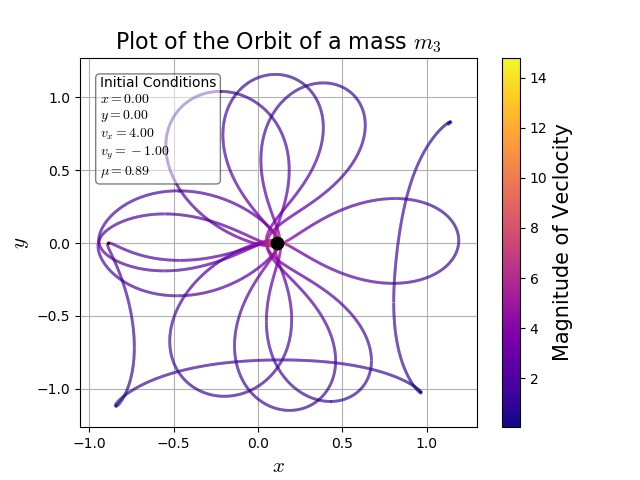 Plot of the Orbit of a mass m₃
Initial Conditions
x = 0.00
y = 0.00
vₓ = 4.00
v_y = −1.00
μ = 0.89
1.0
0.5
0.0
−0.5
−1.0
y
−1.0 −0.5 0.0 0.5 1.0
x
14
12
10
8
6
4
2
Magnitude of Veclocity